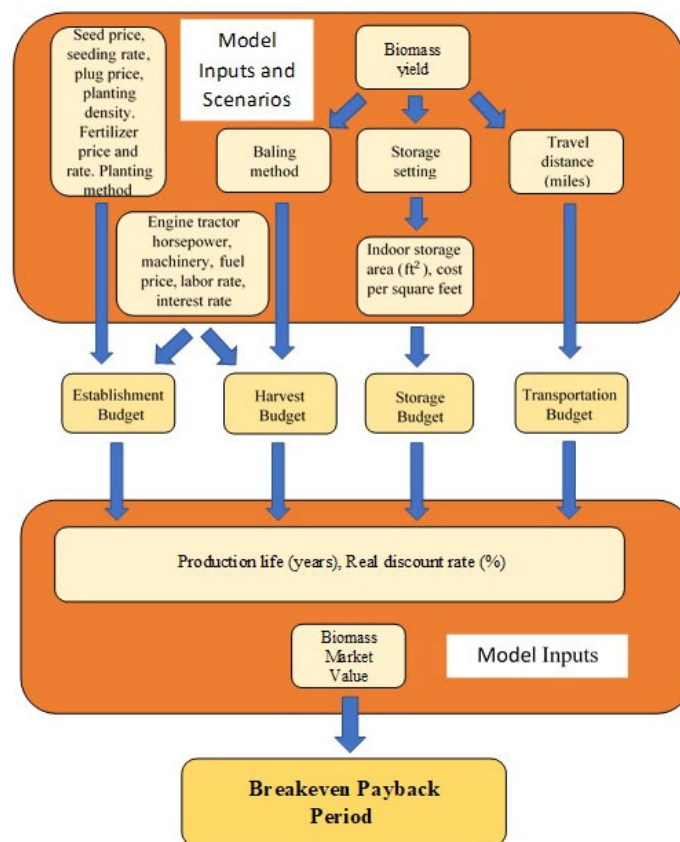 Seed price,
seeding rate,
plug price,
planting
density.
Fertilizer
price and
rate. Planting
method
Model
Inputs and
Scenarios
Biomass
yield
Baling
method
Storage
setting
Travel
distance
(miles)
Engine tractor
horsepower,
machinery, fuel
price, labor rate,
interest rate
Indoor storage
area (ft²), cost
per square feet
Establishment
Budget
Harvest
Budget
Storage
Budget
Transportation
Budget
Production life (years), Real discount rate (%)
Biomass
Market
Value
Model Inputs
Breakeven Payback
Period